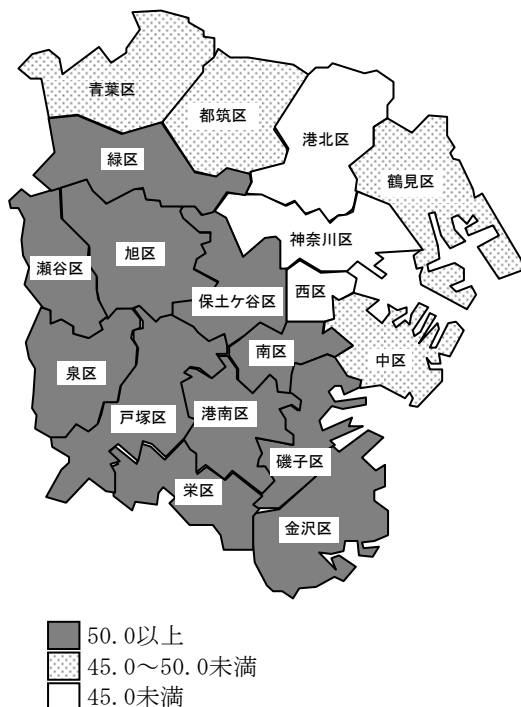 青葉区
都筑区
港北区
緑区
鶴見区
神奈川区
旭区
瀬谷区
西区
保土ケ谷区
南区
中区
泉区
戸塚区
港南区
磯子区
栄区
金沢区
50.0以上
45.0～50.0未満
45.0未満